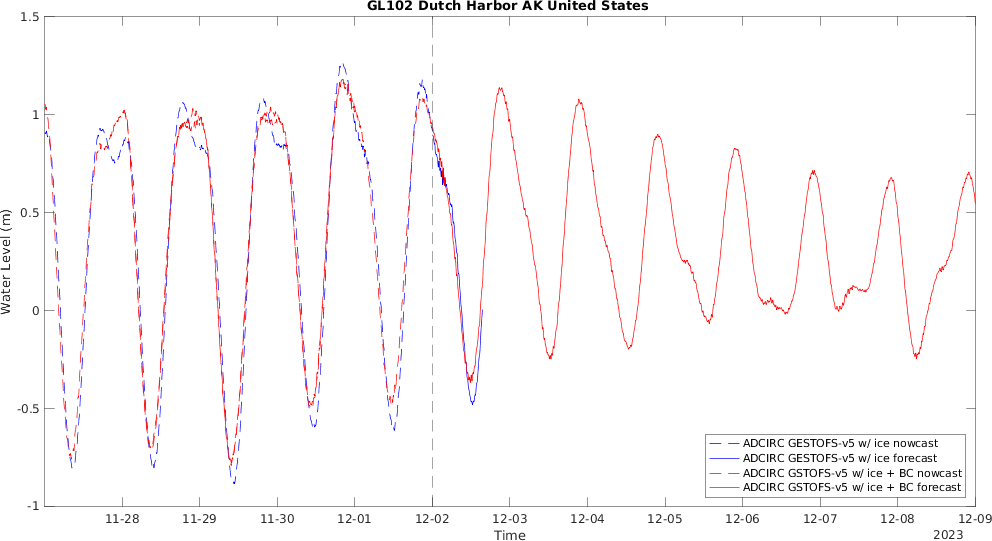 GL102 Dutch Harbor AK United States
1.5
1
0.5
0
-0.5
-1
Water Level (m)
11-28 11-29 11-30 12-01 12-02 12-03 12-04 12-05 12-06 12-07 12-08 12-09
Time
2023
ADCIRC GESTOFS-v5 w/ ice nowcast
ADCIRC GESTOFS-v5 w/ ice forecast
ADCIRC GSTOFS-v5 w/ ice + BC nowcast
ADCIRC GSTOFS-v5 w/ ice + BC forecast